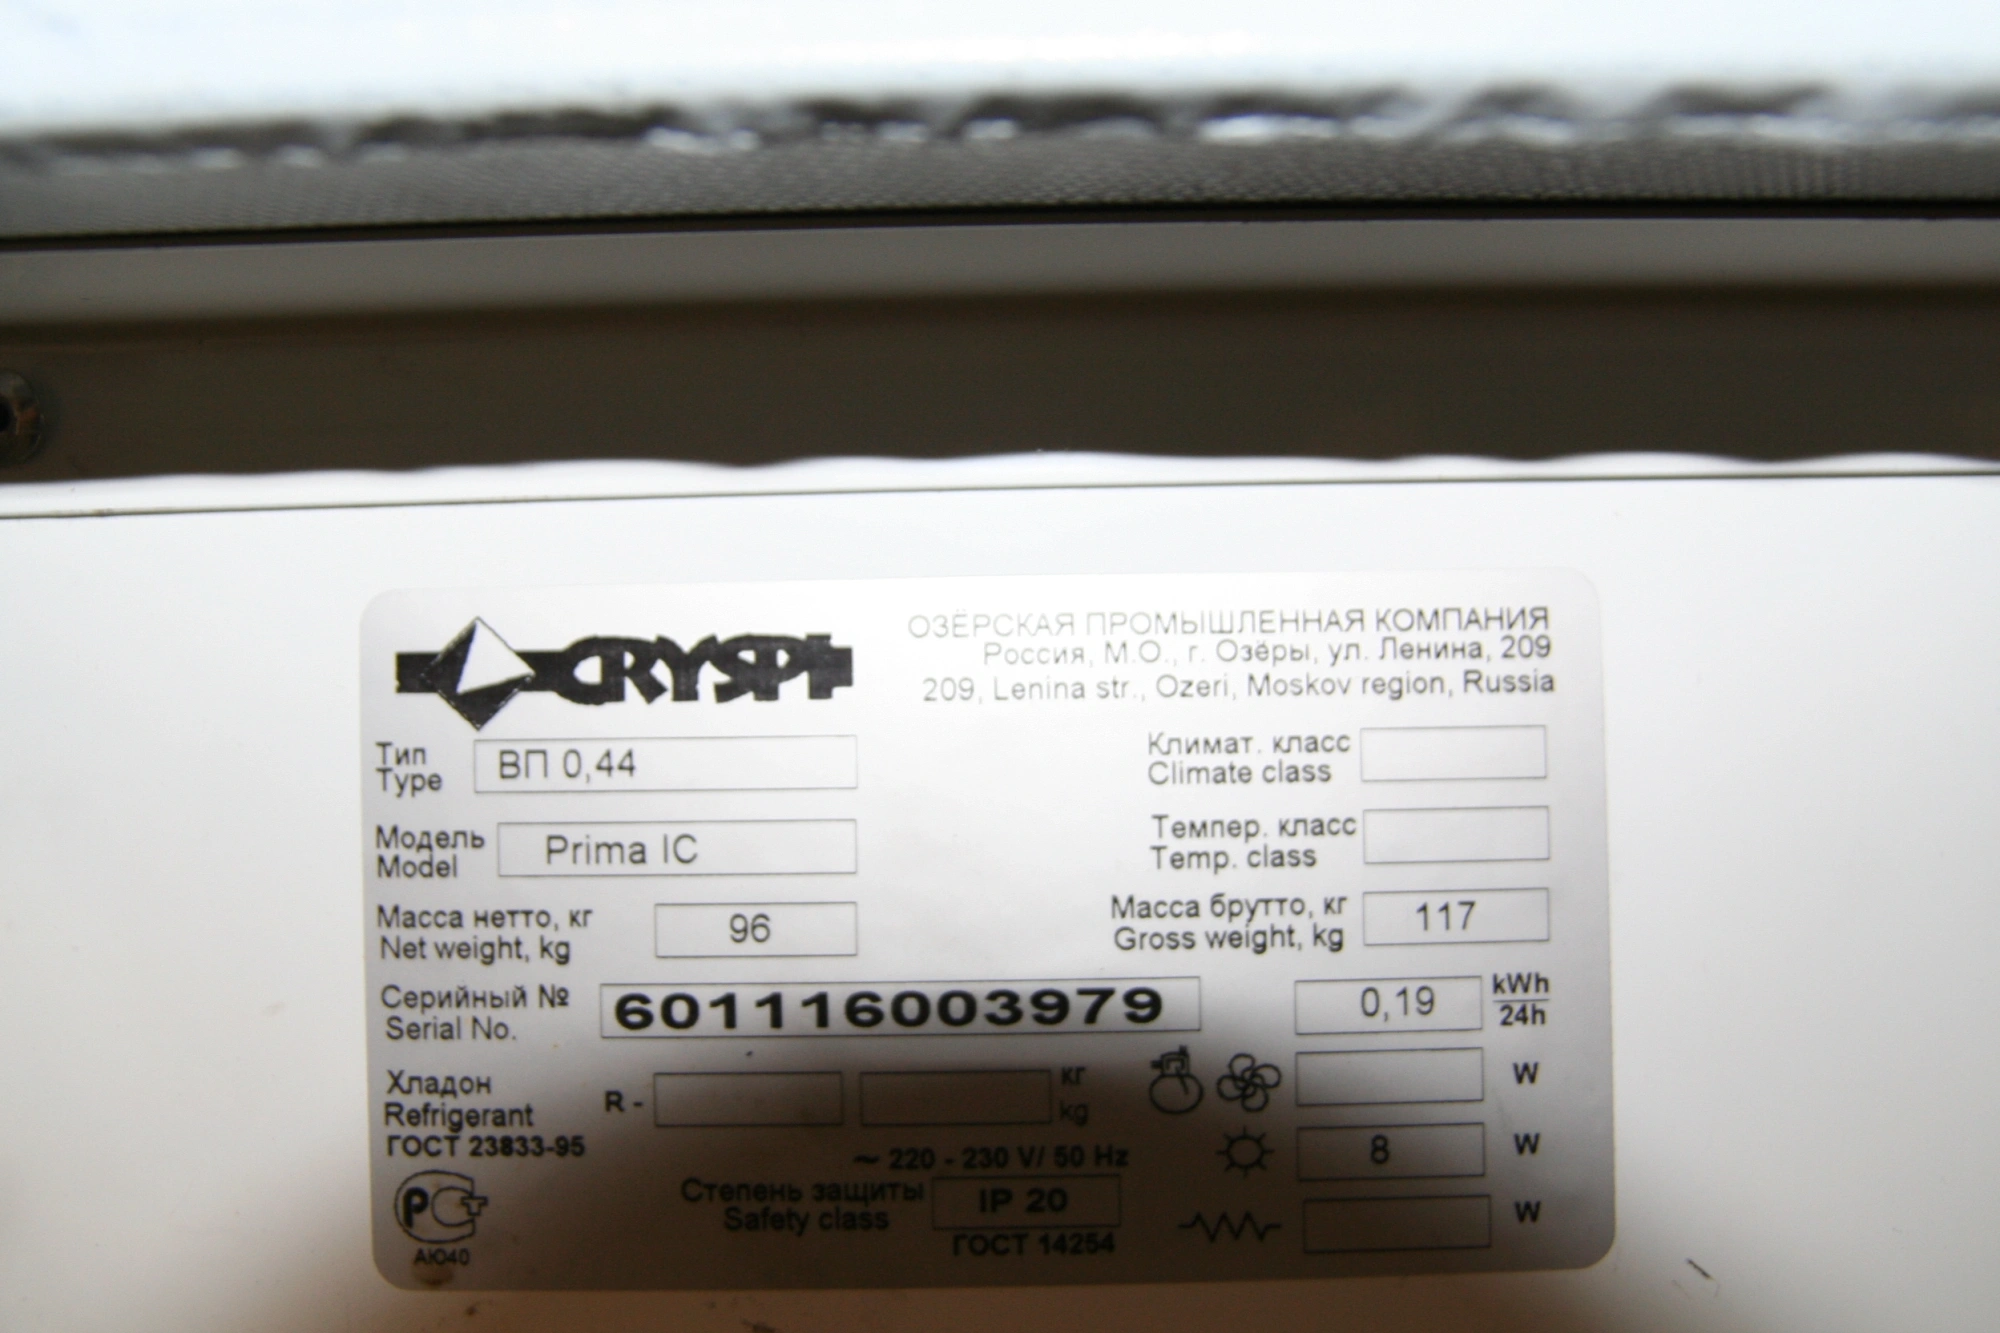 CRYSPI
ОЗЁРСКАЯ ПРОМЫШЛЕННАЯ КОМПАНИЯ
Россия, М.О., г. Озёры, ул. Ленина, 209
209, Lenina str., Ozeri, Moskov region, Russia
Тип
Type
ВП 0,44
Климат. класс
Climate class
Модель
Model
Prima IC
Темпер. класс
Temp. class
Масса нетто, кг
Net weight, kg
96
Масса брутто, кг
Gross weight, kg
117
Серийный №
Serial No.
601116003979
0,19
kWh
24h
Хладон
Refrigerant
R -
кг
kg
W
ГОСТ 23833-95
~ 220 - 230 V/ 50 Hz
8
W
Степень защиты
Safety class
IP 20
W
ГОСТ 14254
РСТ
АЮ40